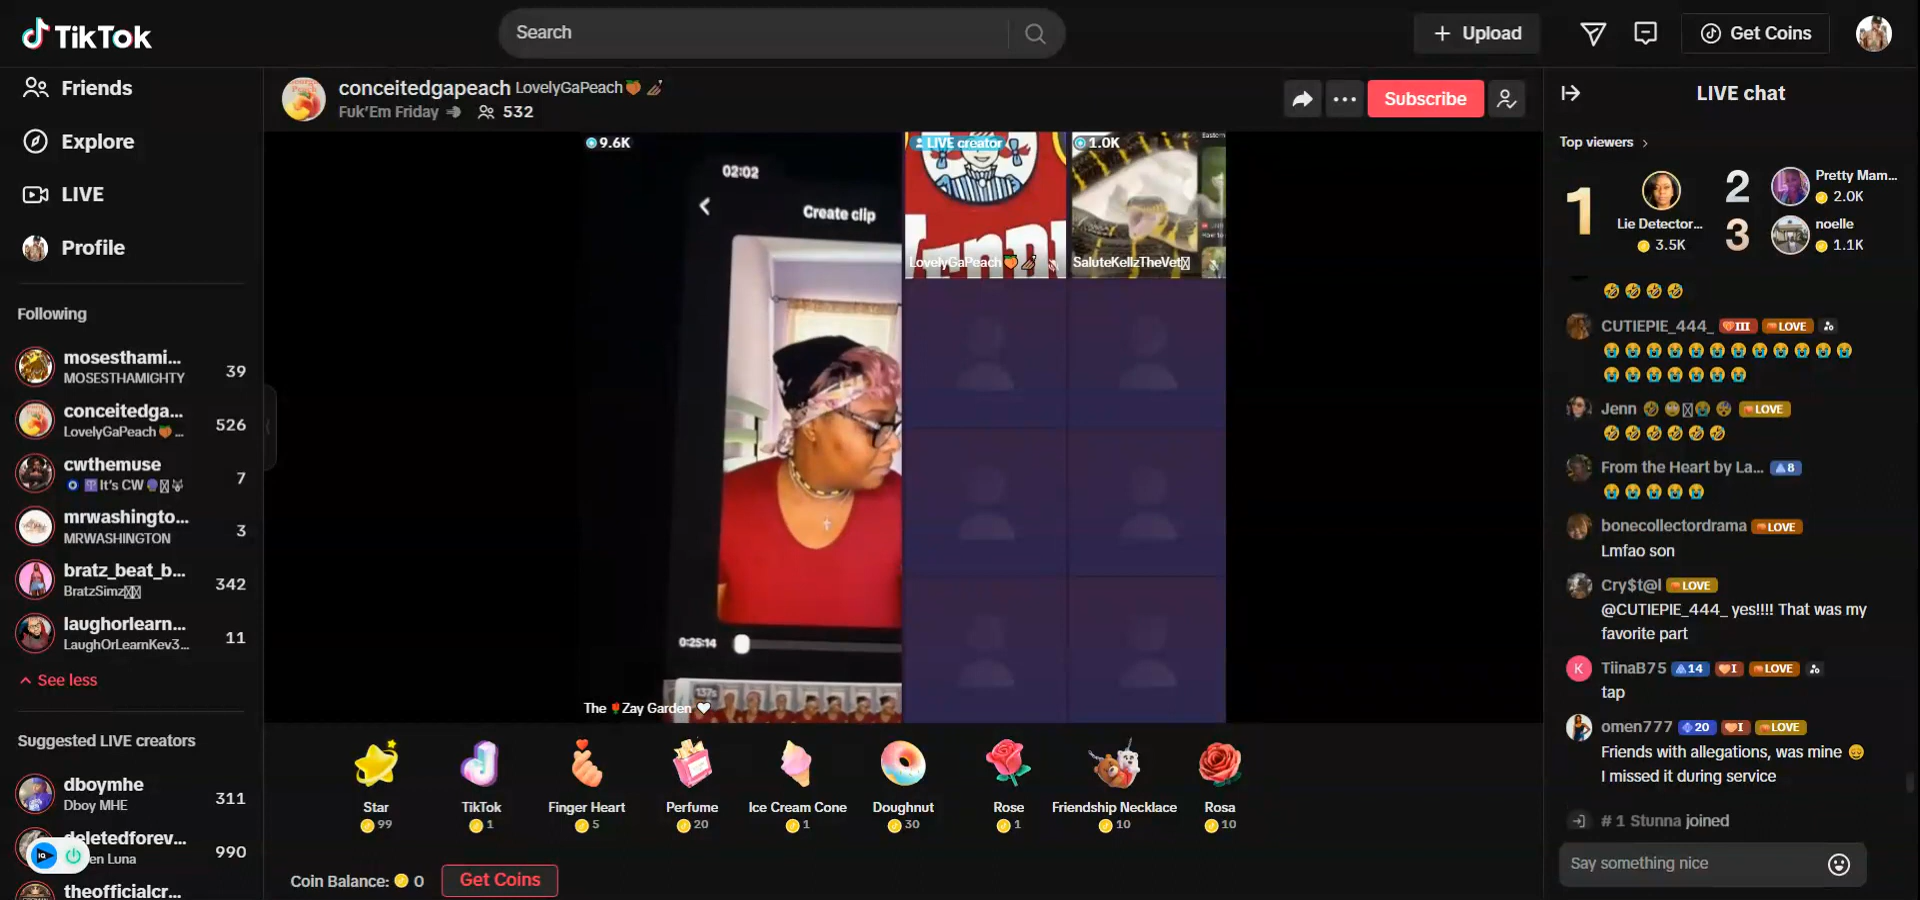 TikTok
Search
Upload
Get Coins
Friends
Explore
LIVE
Profile
Following
mosesthami...
MOSESTHAMIGHTY
39
conceitedga...
LovelyGaPeach🍑...
526
cwthemuse
It's CW
7
mrwashingto...
MRWASHINGTON
3
bratz_beat_b...
BratzSimz
342
laughorlearn...
LaughOrLearnKev3...
11
See less
Suggested LIVE creators
dboymhe
Dboy MHE
311
deletedforev...
en Luna
990
theofficialcr...
conceitedgapeach LovelyGaPeach🍑💅🏾
Fuk'Em Friday
532
Subscribe
9.6K
02:02
Create clip
0:25:14
137s
The 🌹Zay Garden 🤍
LIVE creator
LovelyGaPeach🍑💅🏾
1.0K
SaluteKellzTheVet
Star
99
TikTok
1
Finger Heart
5
Perfume
20
Ice Cream Cone
1
Doughnut
30
Rose
1
Friendship Necklace
10
Rosa
10
Coin Balance: 0
Get Coins
LIVE chat
Top viewers >
1
Lie Detector...
3.5K
2
Pretty Mam...
2.0K
3
noelle
1.1K
🤣🤣🤣🤣
CUTIEPIE_444_ III LOVE
😭😭😭😭😭😭😭😭😭😭😭😭
😭😭😭😭😭😭😭
Jenn LOVE
🤣🤣🤣🤣🤣🤣
From the Heart by La... 8
😭😭😭😭😭
bonecollectordrama LOVE
Lmfao son
Cry$t@l LOVE
@CUTIEPIE_444_ yes!!!! That was my
favorite part
K
TiinaB75 14 I LOVE
tap
omen777 20 I LOVE
Friends with allegations, was mine 😌
I missed it during service
# 1 Stunna joined
Say something nice